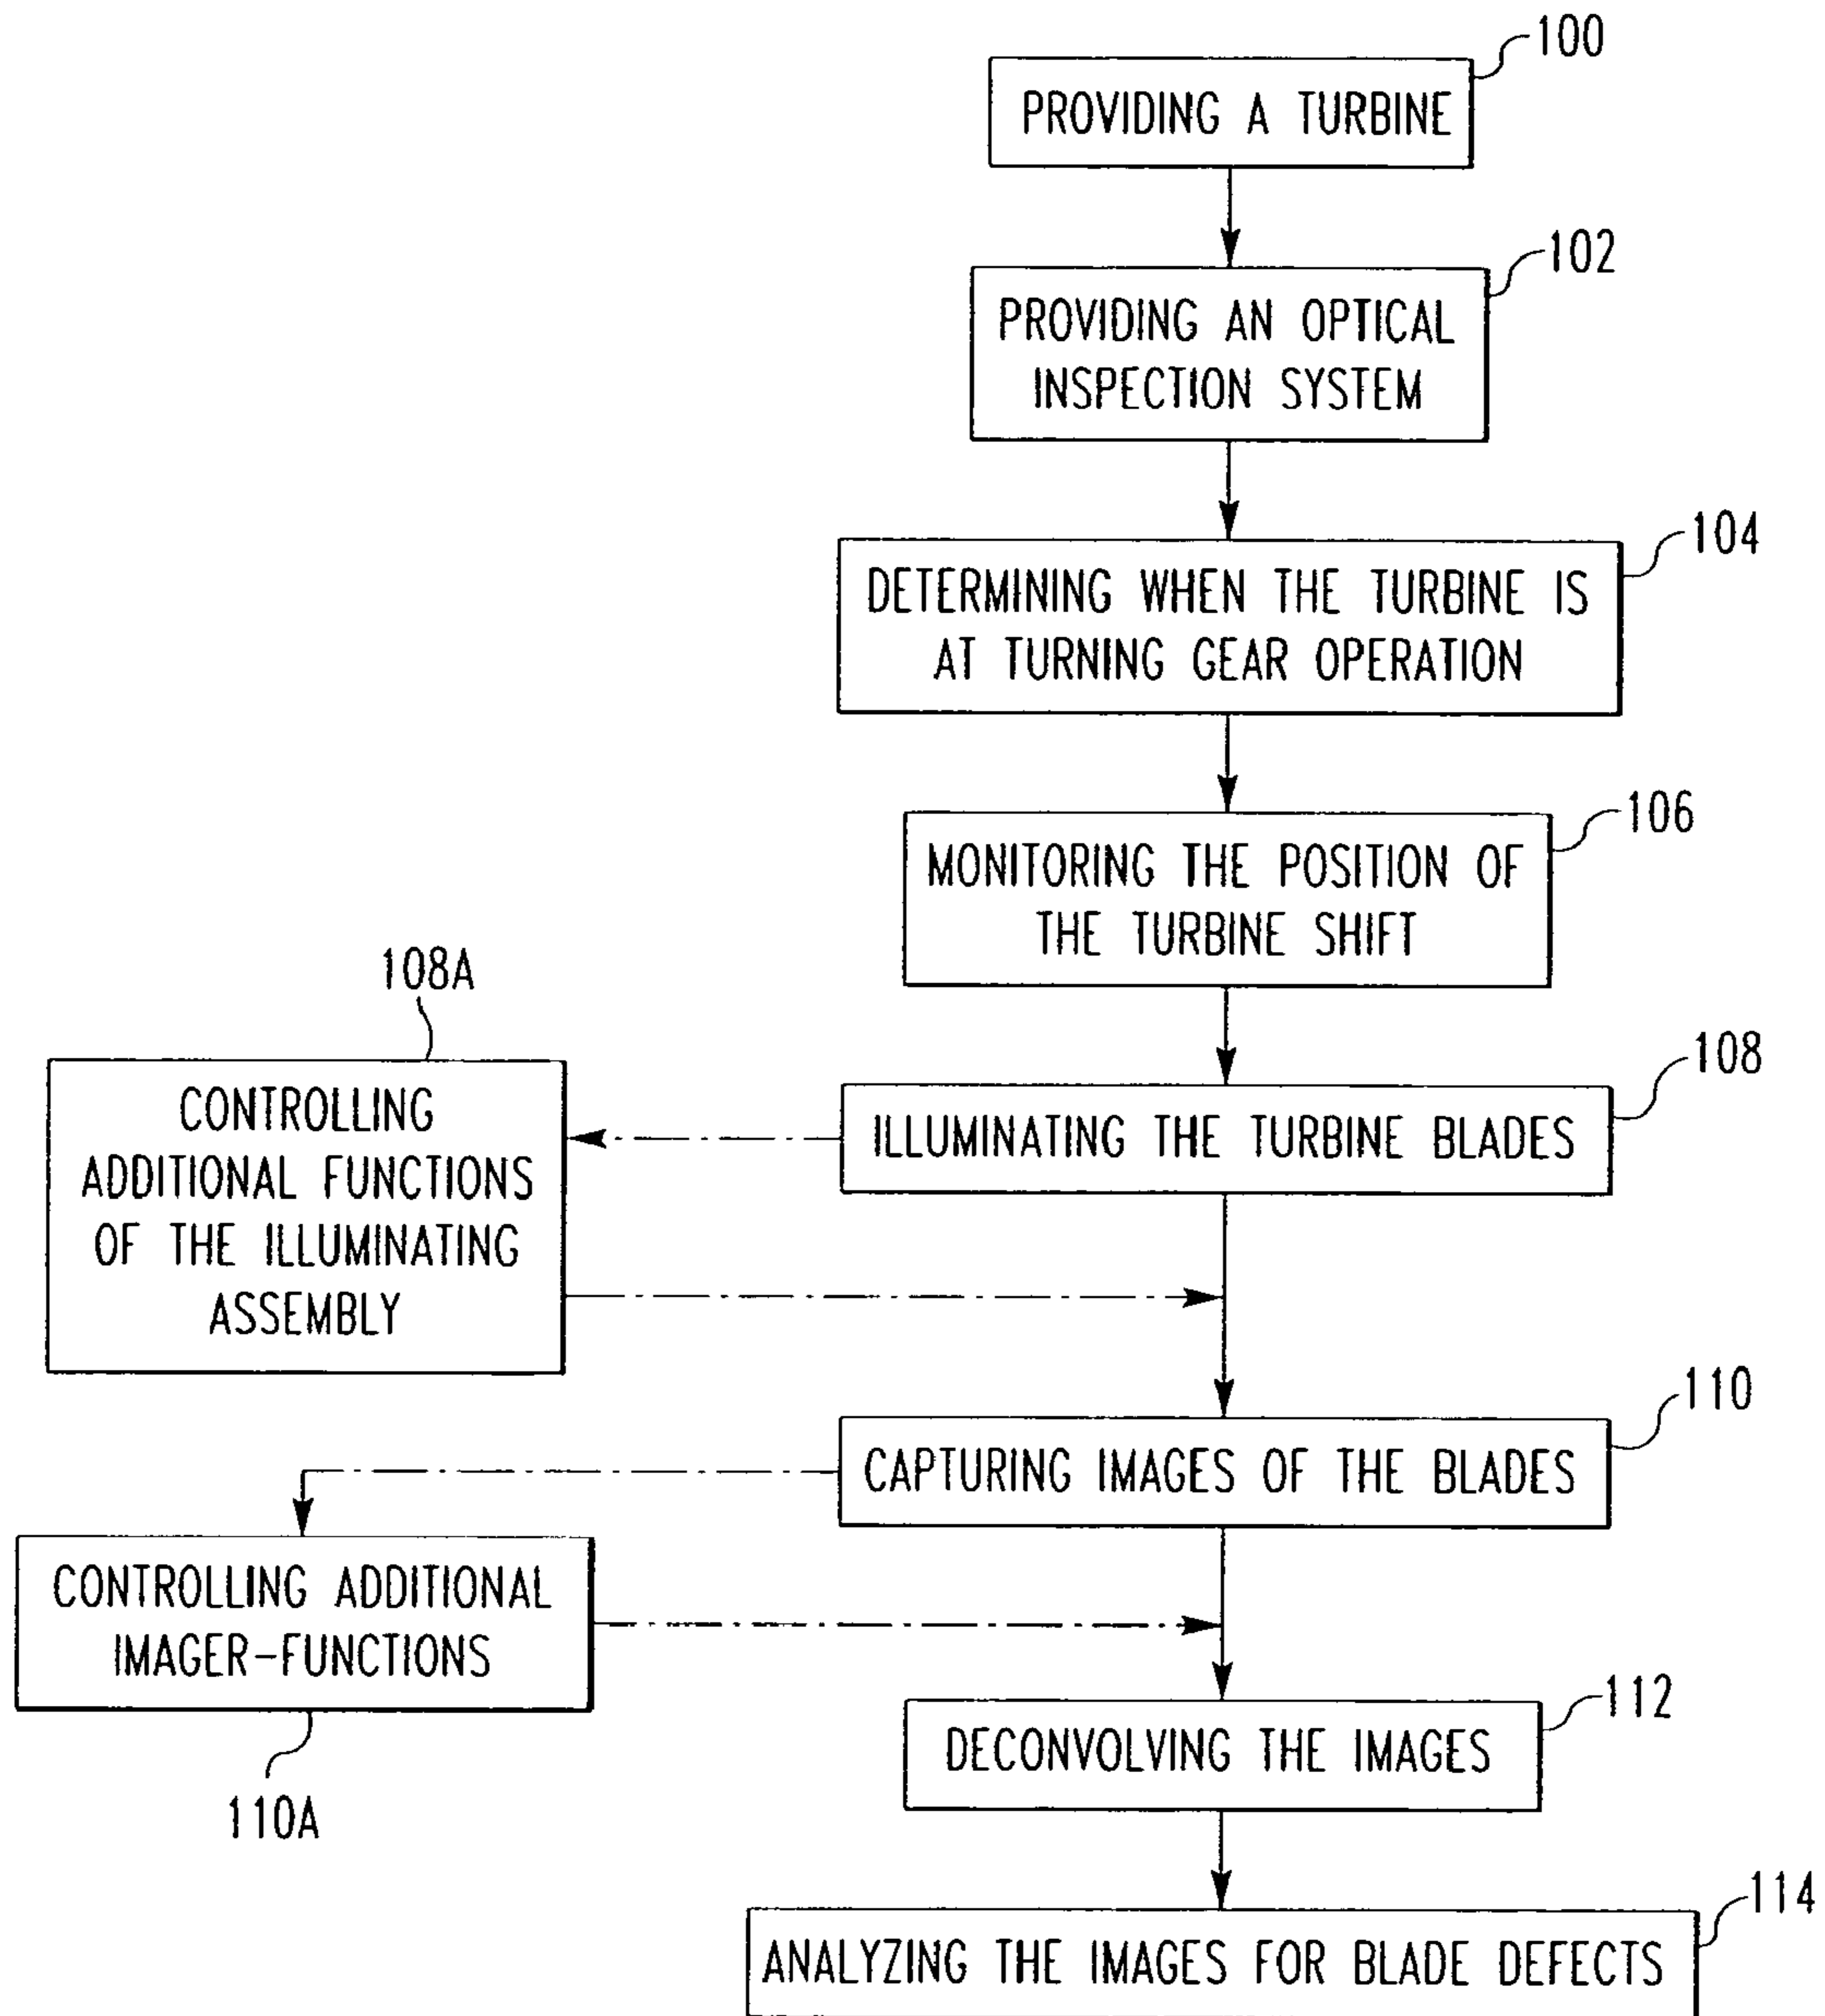 100
PROVIDING A TURBINE
102
PROVIDING AN OPTICAL
INSPECTION SYSTEM
104
DETERMINING WHEN THE TURBINE IS
AT TURNING GEAR OPERATION
106
MONITORING THE POSITION OF
THE TURBINE SHIFT
108A
CONTROLLING
ADDITIONAL FUNCTIONS
OF THE ILLUMINATING
ASSEMBLY
108
ILLUMINATING THE TURBINE BLADES
110
CAPTURING IMAGES OF THE BLADES
CONTROLLING ADDITIONAL
IMAGER-FUNCTIONS
110A
112
DECONVOLVING THE IMAGES
114
ANALYZING THE IMAGES FOR BLADE DEFECTS